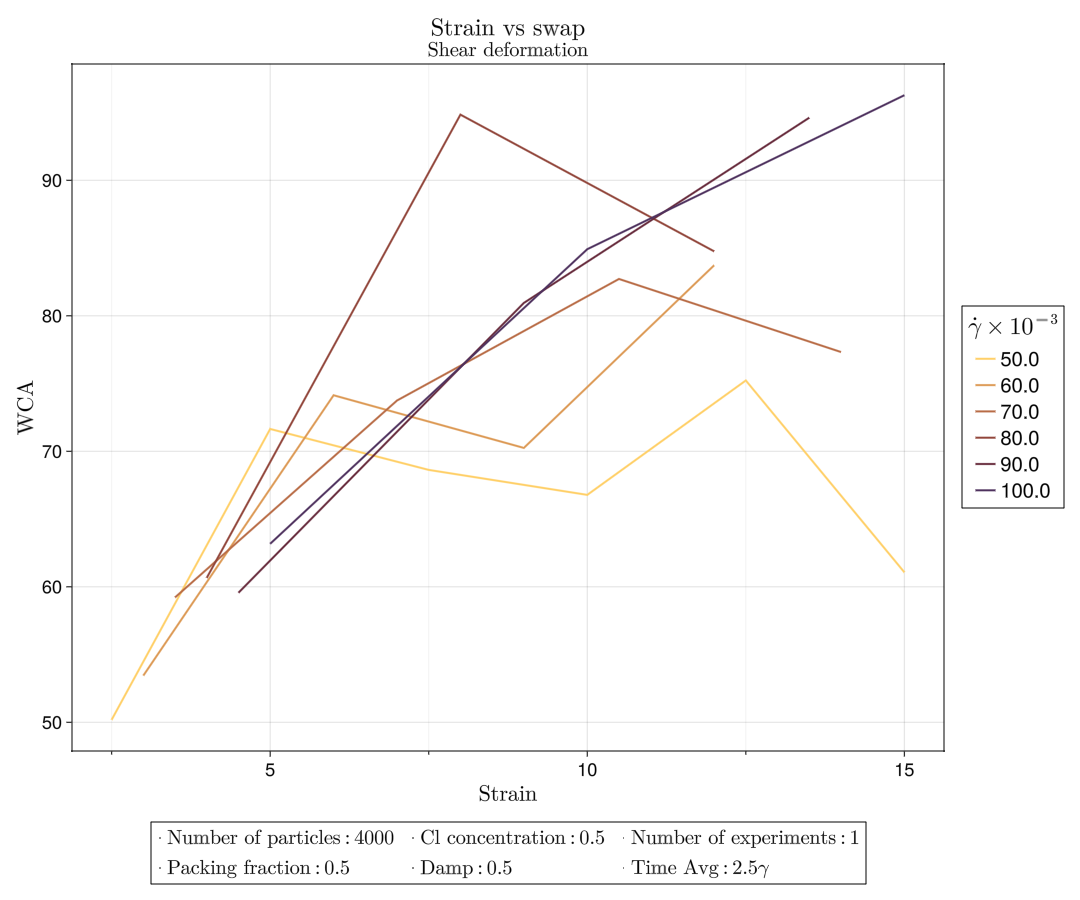 Strain vs swap
Shear deformation
WCA
90
80
70
60
50
5 10 15
Strain
γ̇ × 10⁻³
50.0
60.0
70.0
80.0
90.0
100.0
· Number of particles : 4000 · Cl concentration : 0.5 · Number of experiments : 1
· Packing fraction : 0.5 · Damp : 0.5 · Time Avg : 2.5γ